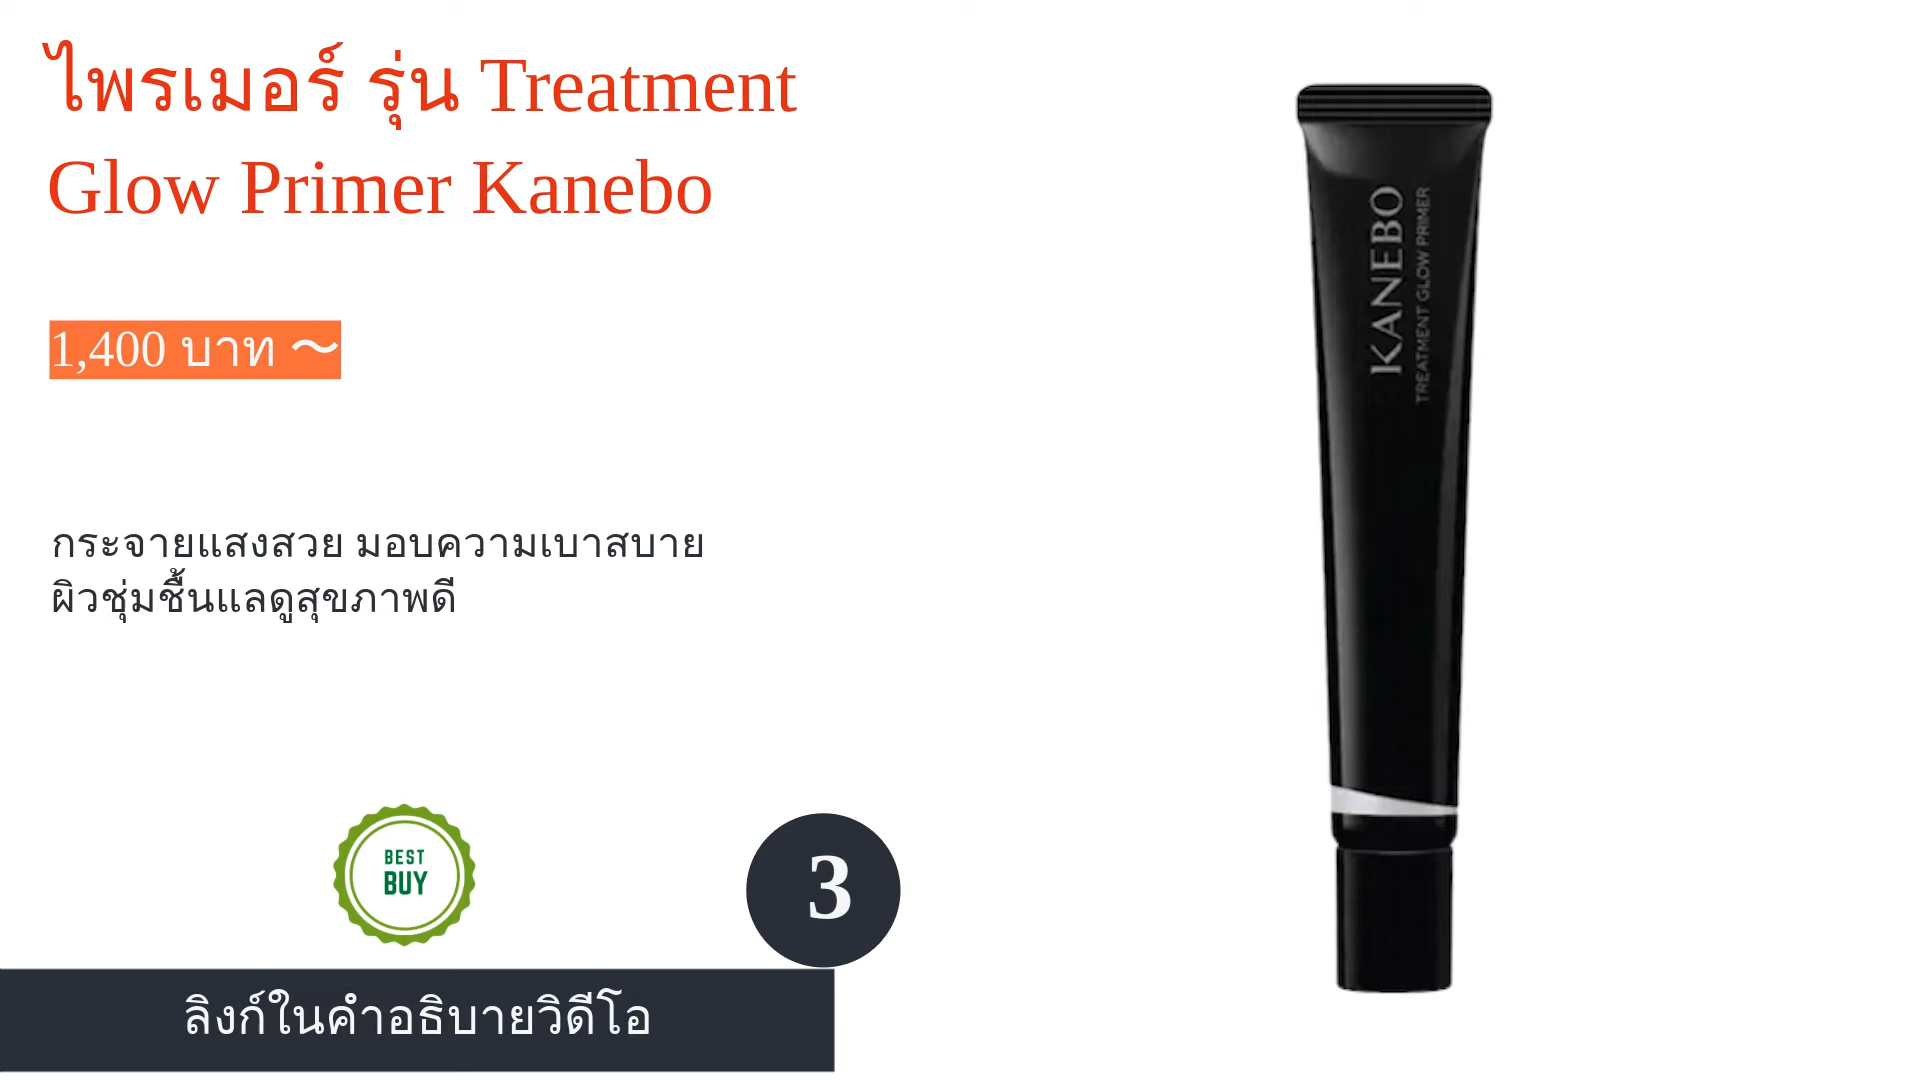 ไพรเมอร์ รุ่น Treatment
Glow Primer Kanebo
1,400 บาท ～
กระจายแสงสวย มอบความเบาสบาย
ผิวชุ่มชื้นแลดูสุขภาพดี
BEST
BUY
3
ลิงก์ในคำอธิบายวิดีโอ
KANEBO
TREATMENT GLOW PRIMER